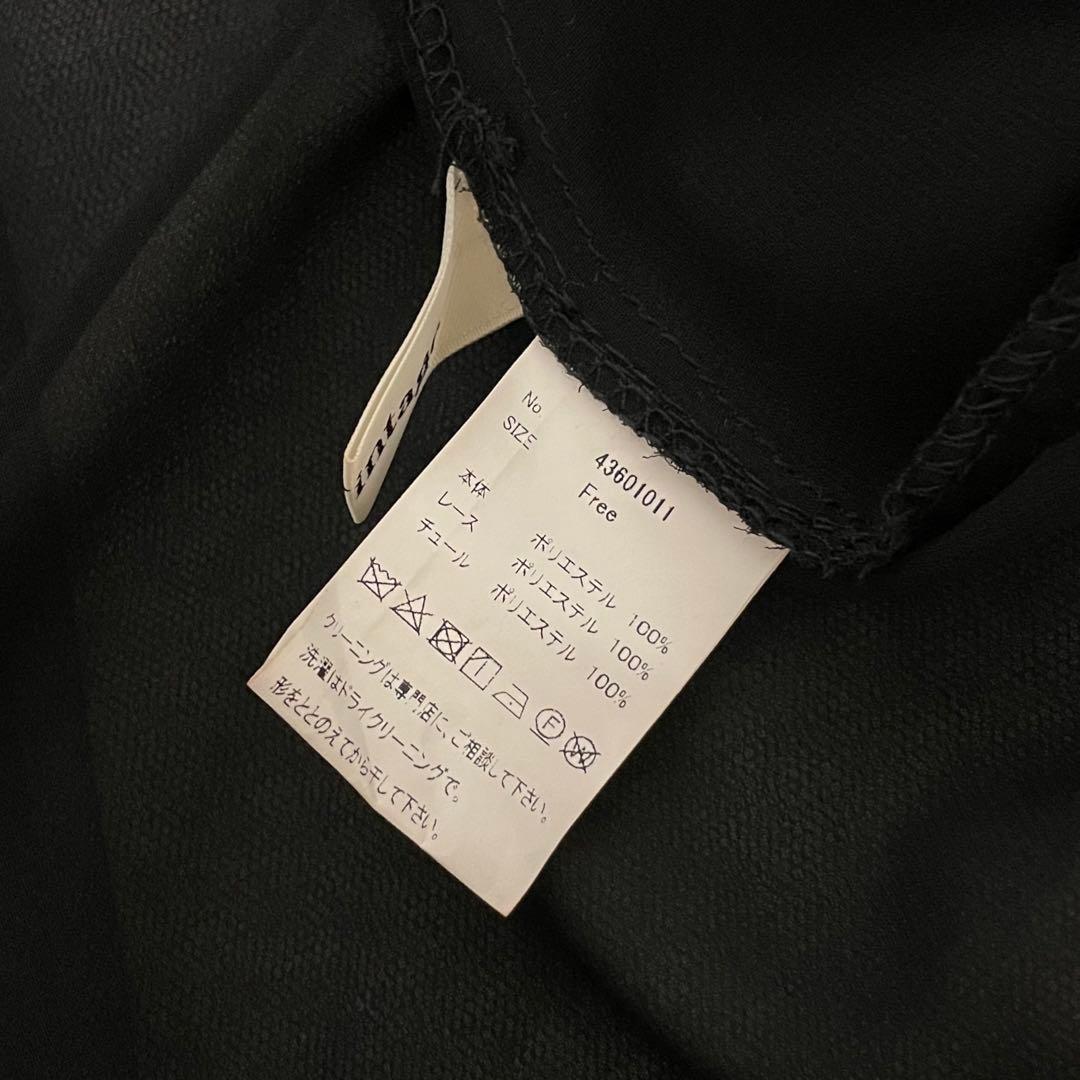 No. 43601011
SIZE Free
本体 ポリエステル 100%
レース ポリエステル 100%
チュール ポリエステル 100%
F
W
クリーニングは専門店に、ご相談して下さい。
洗濯はドライクリーニングで。
形をととのえてから干して下さい。